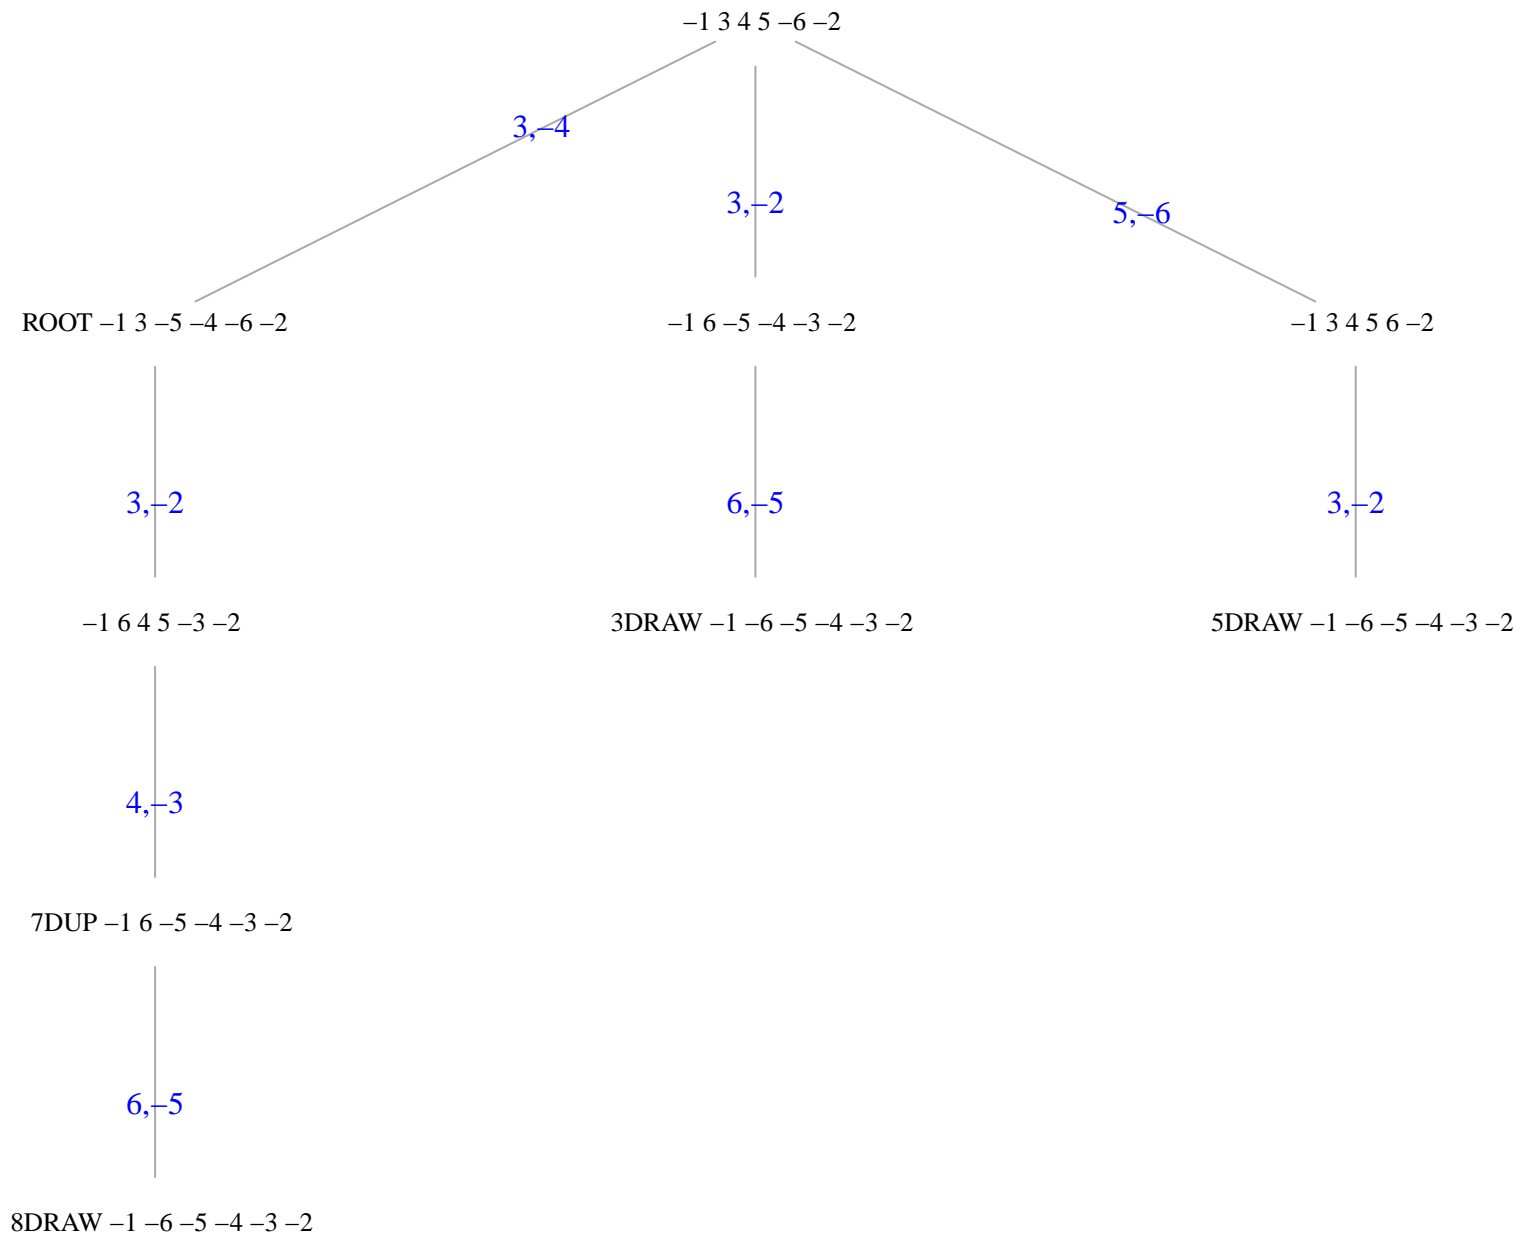 –1 3 4 5 –6 –2
3,–4
3,–2
5,–6
ROOT –1 3 –5 –4 –6 –2
–1 6 –5 –4 –3 –2
–1 3 4 5 6 –2
3,–2
6,–5
3,–2
–1 6 4 5 –3 –2
3DRAW –1 –6 –5 –4 –3 –2
5DRAW –1 –6 –5 –4 –3 –2
4,–3
7DUP –1 6 –5 –4 –3 –2
6,–5
8DRAW –1 –6 –5 –4 –3 –2